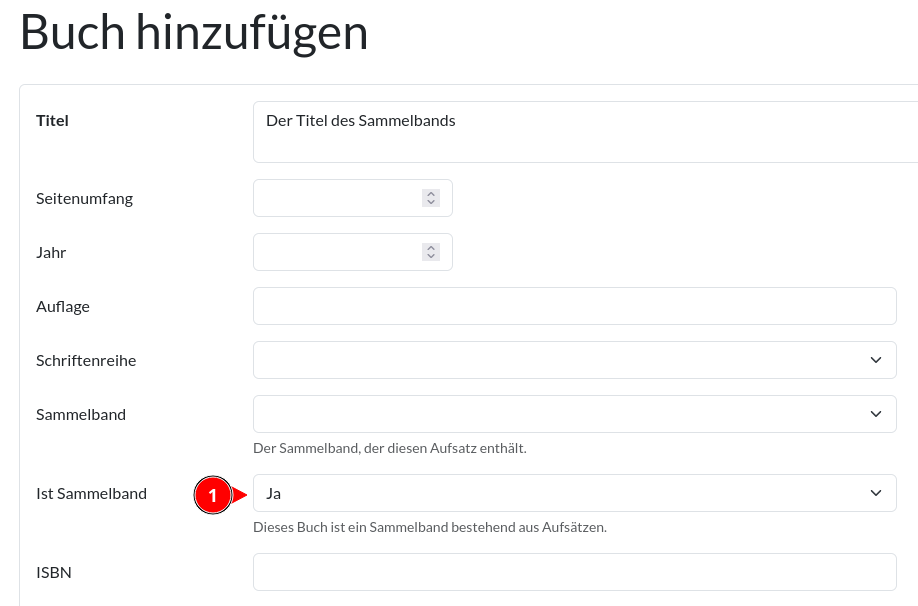 Buch hinzufügen
Titel
Der Titel des Sammelbands
Seitenumfang
Jahr
Auflage
Schriftenreihe
Sammelband
Der Sammelband, der diesen Aufsatz enthält.
Ist Sammelband
1
Ja
Dieses Buch ist ein Sammelband bestehend aus Aufsätzen.
ISBN